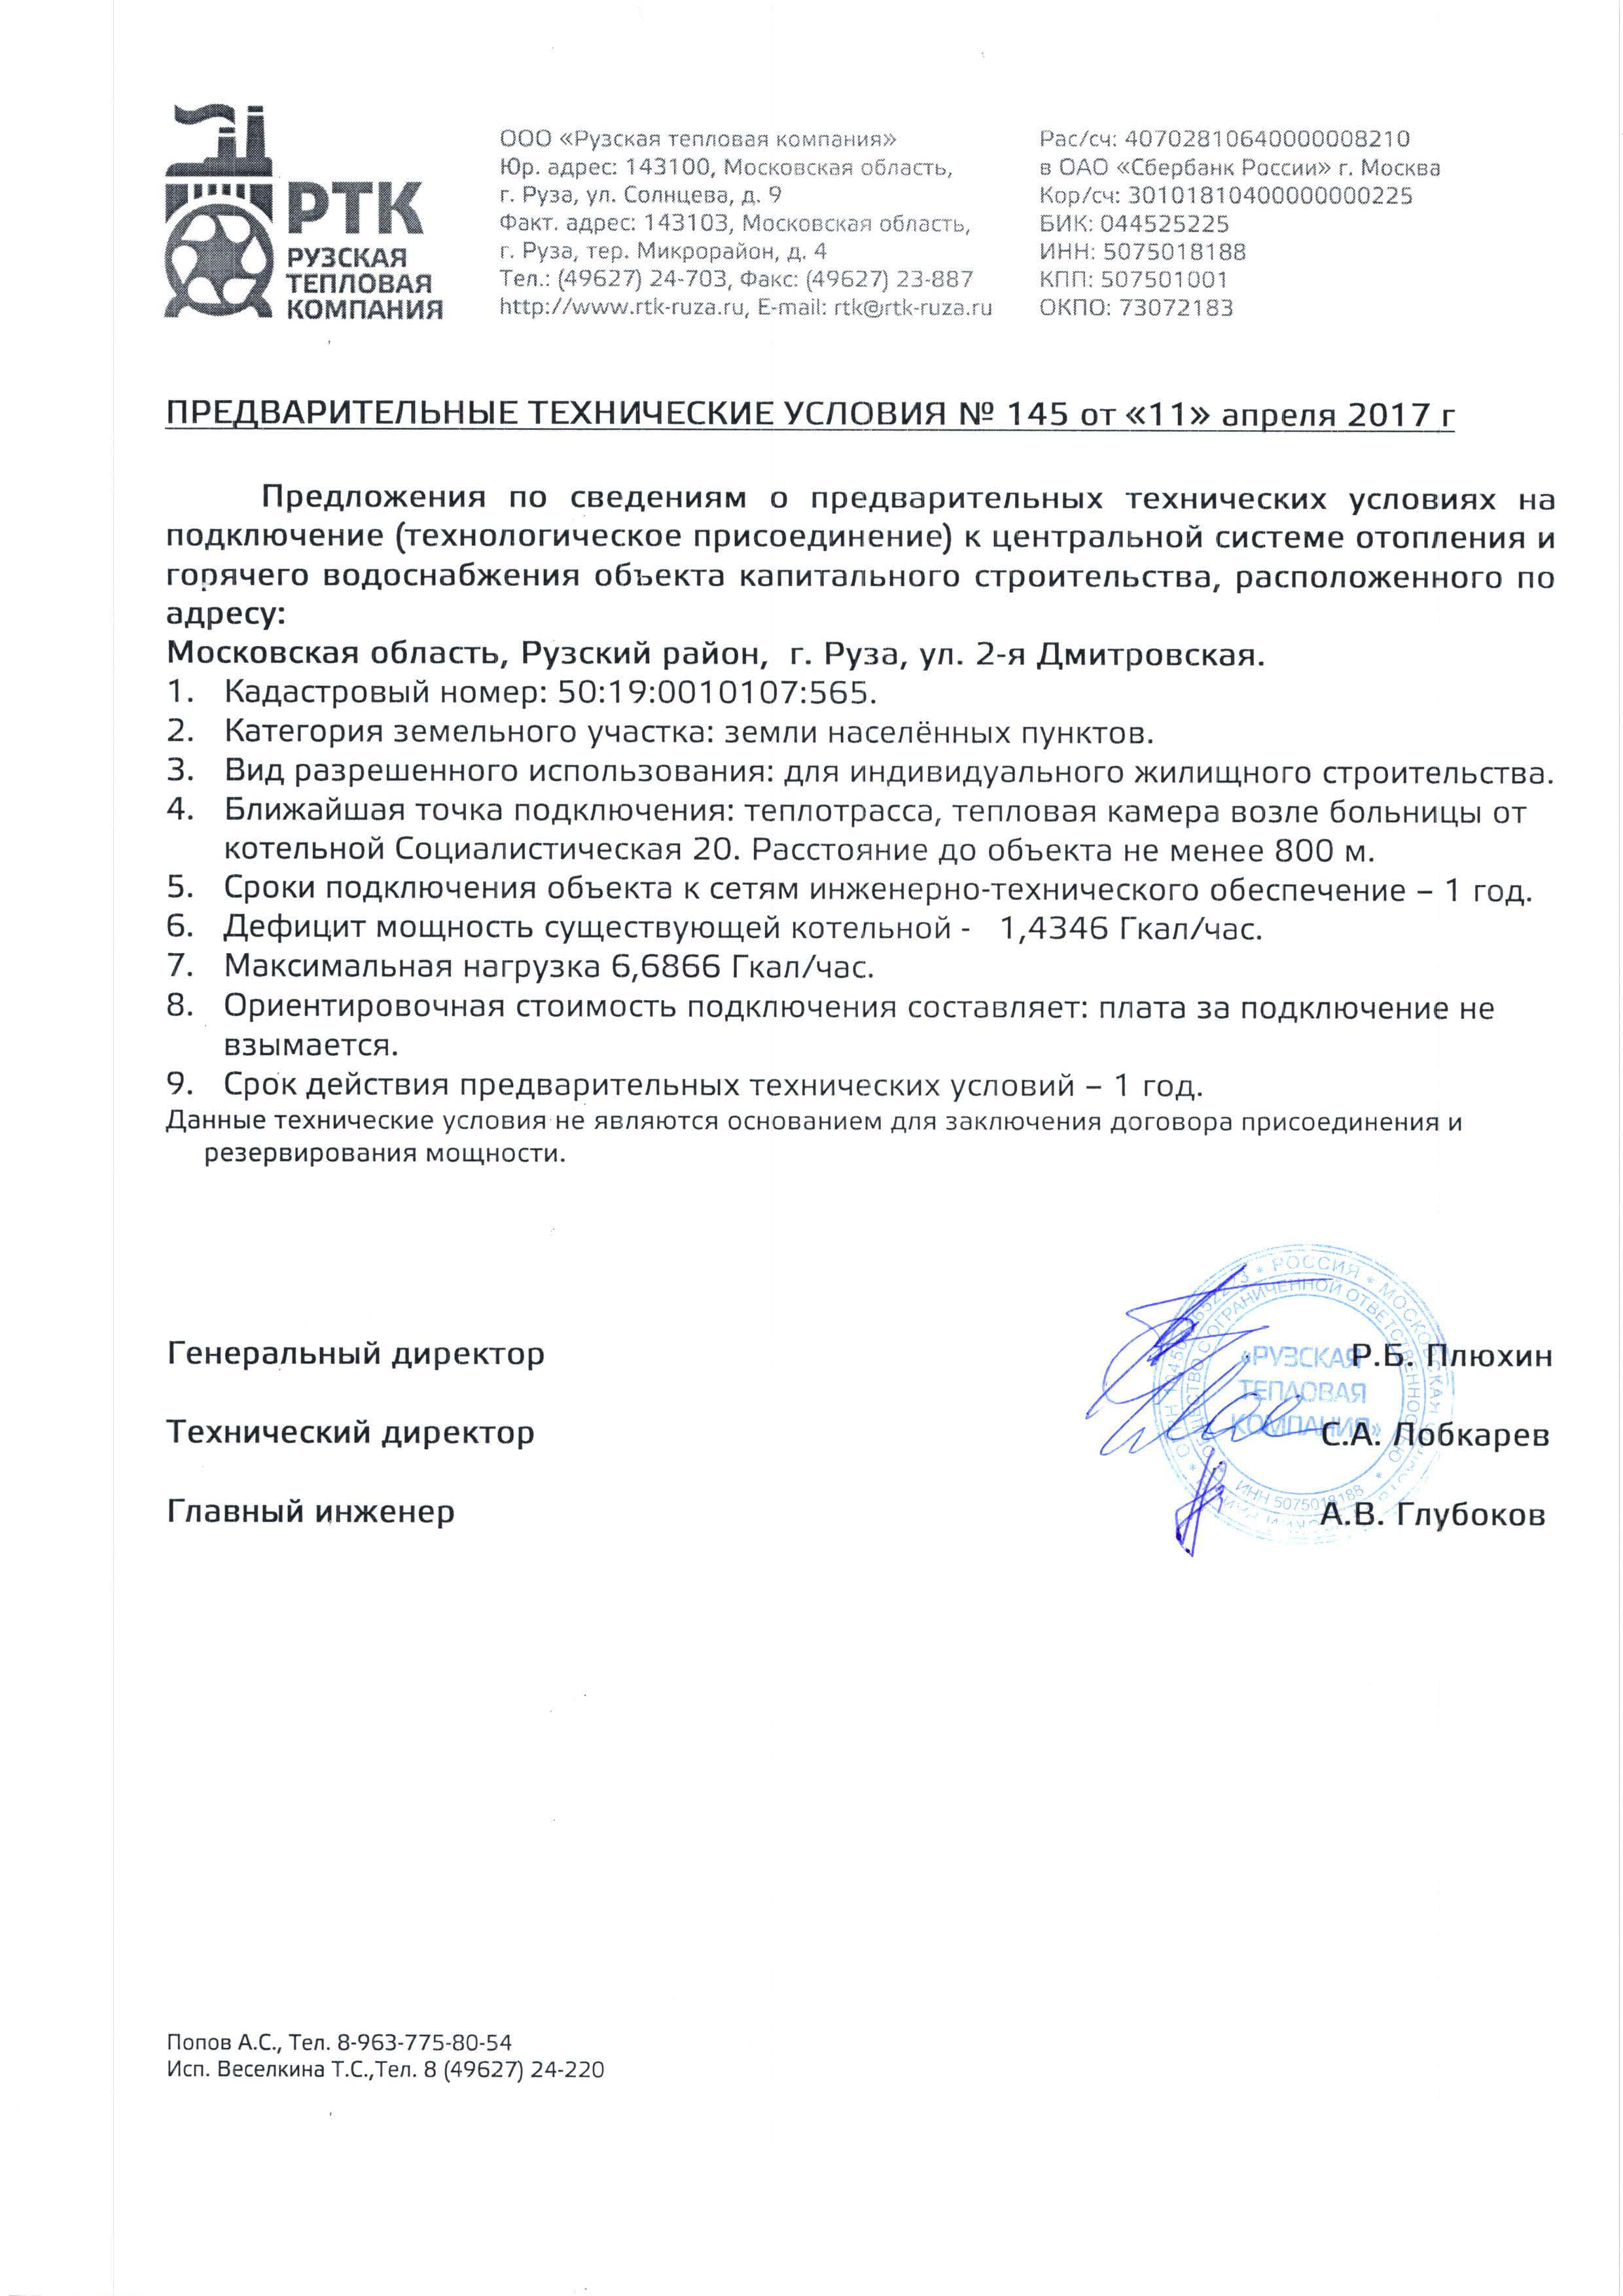 РТК
РУЗСКАЯ
ТЕПЛОВАЯ
КОМПАНИЯ
ООО «Рузская тепловая компания»
Юр. адрес: 143100, Московская область,
г. Руза, ул. Солнцева, д. 9
Факт. адрес: 143103, Московская область,
г. Руза, тер. Микрорайон, д. 4
Тел.: (49627) 24-703, Факс: (49627) 23-887
http://www.rtk-ruza.ru, E-mail: rtk@rtk-ruza.ru
Рас/сч: 40702810640000008210
в ОАО «Сбербанк России» г. Москва
Кор/сч: 30101810400000000225
БИК: 044525225
ИНН: 5075018188
КПП: 507501001
ОКПО: 73072183
ПРЕДВАРИТЕЛЬНЫЕ ТЕХНИЧЕСКИЕ УСЛОВИЯ № 145 от «11» апреля 2017 г
Предложения по сведениям о предварительных технических условиях на
подключение (технологическое присоединение) к центральной системе отопления и
горячего водоснабжения объекта капитального строительства, расположенного по
адресу:
Московская область, Рузский район, г. Руза, ул. 2-я Дмитровская.
1. Кадастровый номер: 50:19:0010107:565.
2. Категория земельного участка: земли населённых пунктов.
3. Вид разрешенного использования: для индивидуального жилищного строительства.
4. Ближайшая точка подключения: теплотрасса, тепловая камера возле больницы от
котельной Социалистическая 20. Расстояние до объекта не менее 800 м.
5. Сроки подключения объекта к сетям инженерно-технического обеспечение – 1 год.
6. Дефицит мощность существующей котельной - 1,4346 Гкал/час.
7. Максимальная нагрузка 6,6866 Гкал/час.
8. Ориентировочная стоимость подключения составляет: плата за подключение не
взымается.
9. Срок действия предварительных технических условий – 1 год.
Данные технические условия не являются основанием для заключения договора присоединения и
резервирования мощности.
Генеральный директор Р.Б. Плюхин
Технический директор С.А. Лобкарев
Главный инженер А.В. Глубоков
РОССИЯ * МОСКОВСКАЯ
ОБЩЕСТВО С ОГРАНИЧЕННОЙ ОТВЕТСТВЕННОСТЬЮ
«РУЗСКАЯ
ТЕПЛОВАЯ
КОМПАНИЯ»
ИНН 5075018188
Попов А.С., Тел. 8-963-775-80-54
Исп. Веселкина Т.С.,Тел. 8 (49627) 24-220